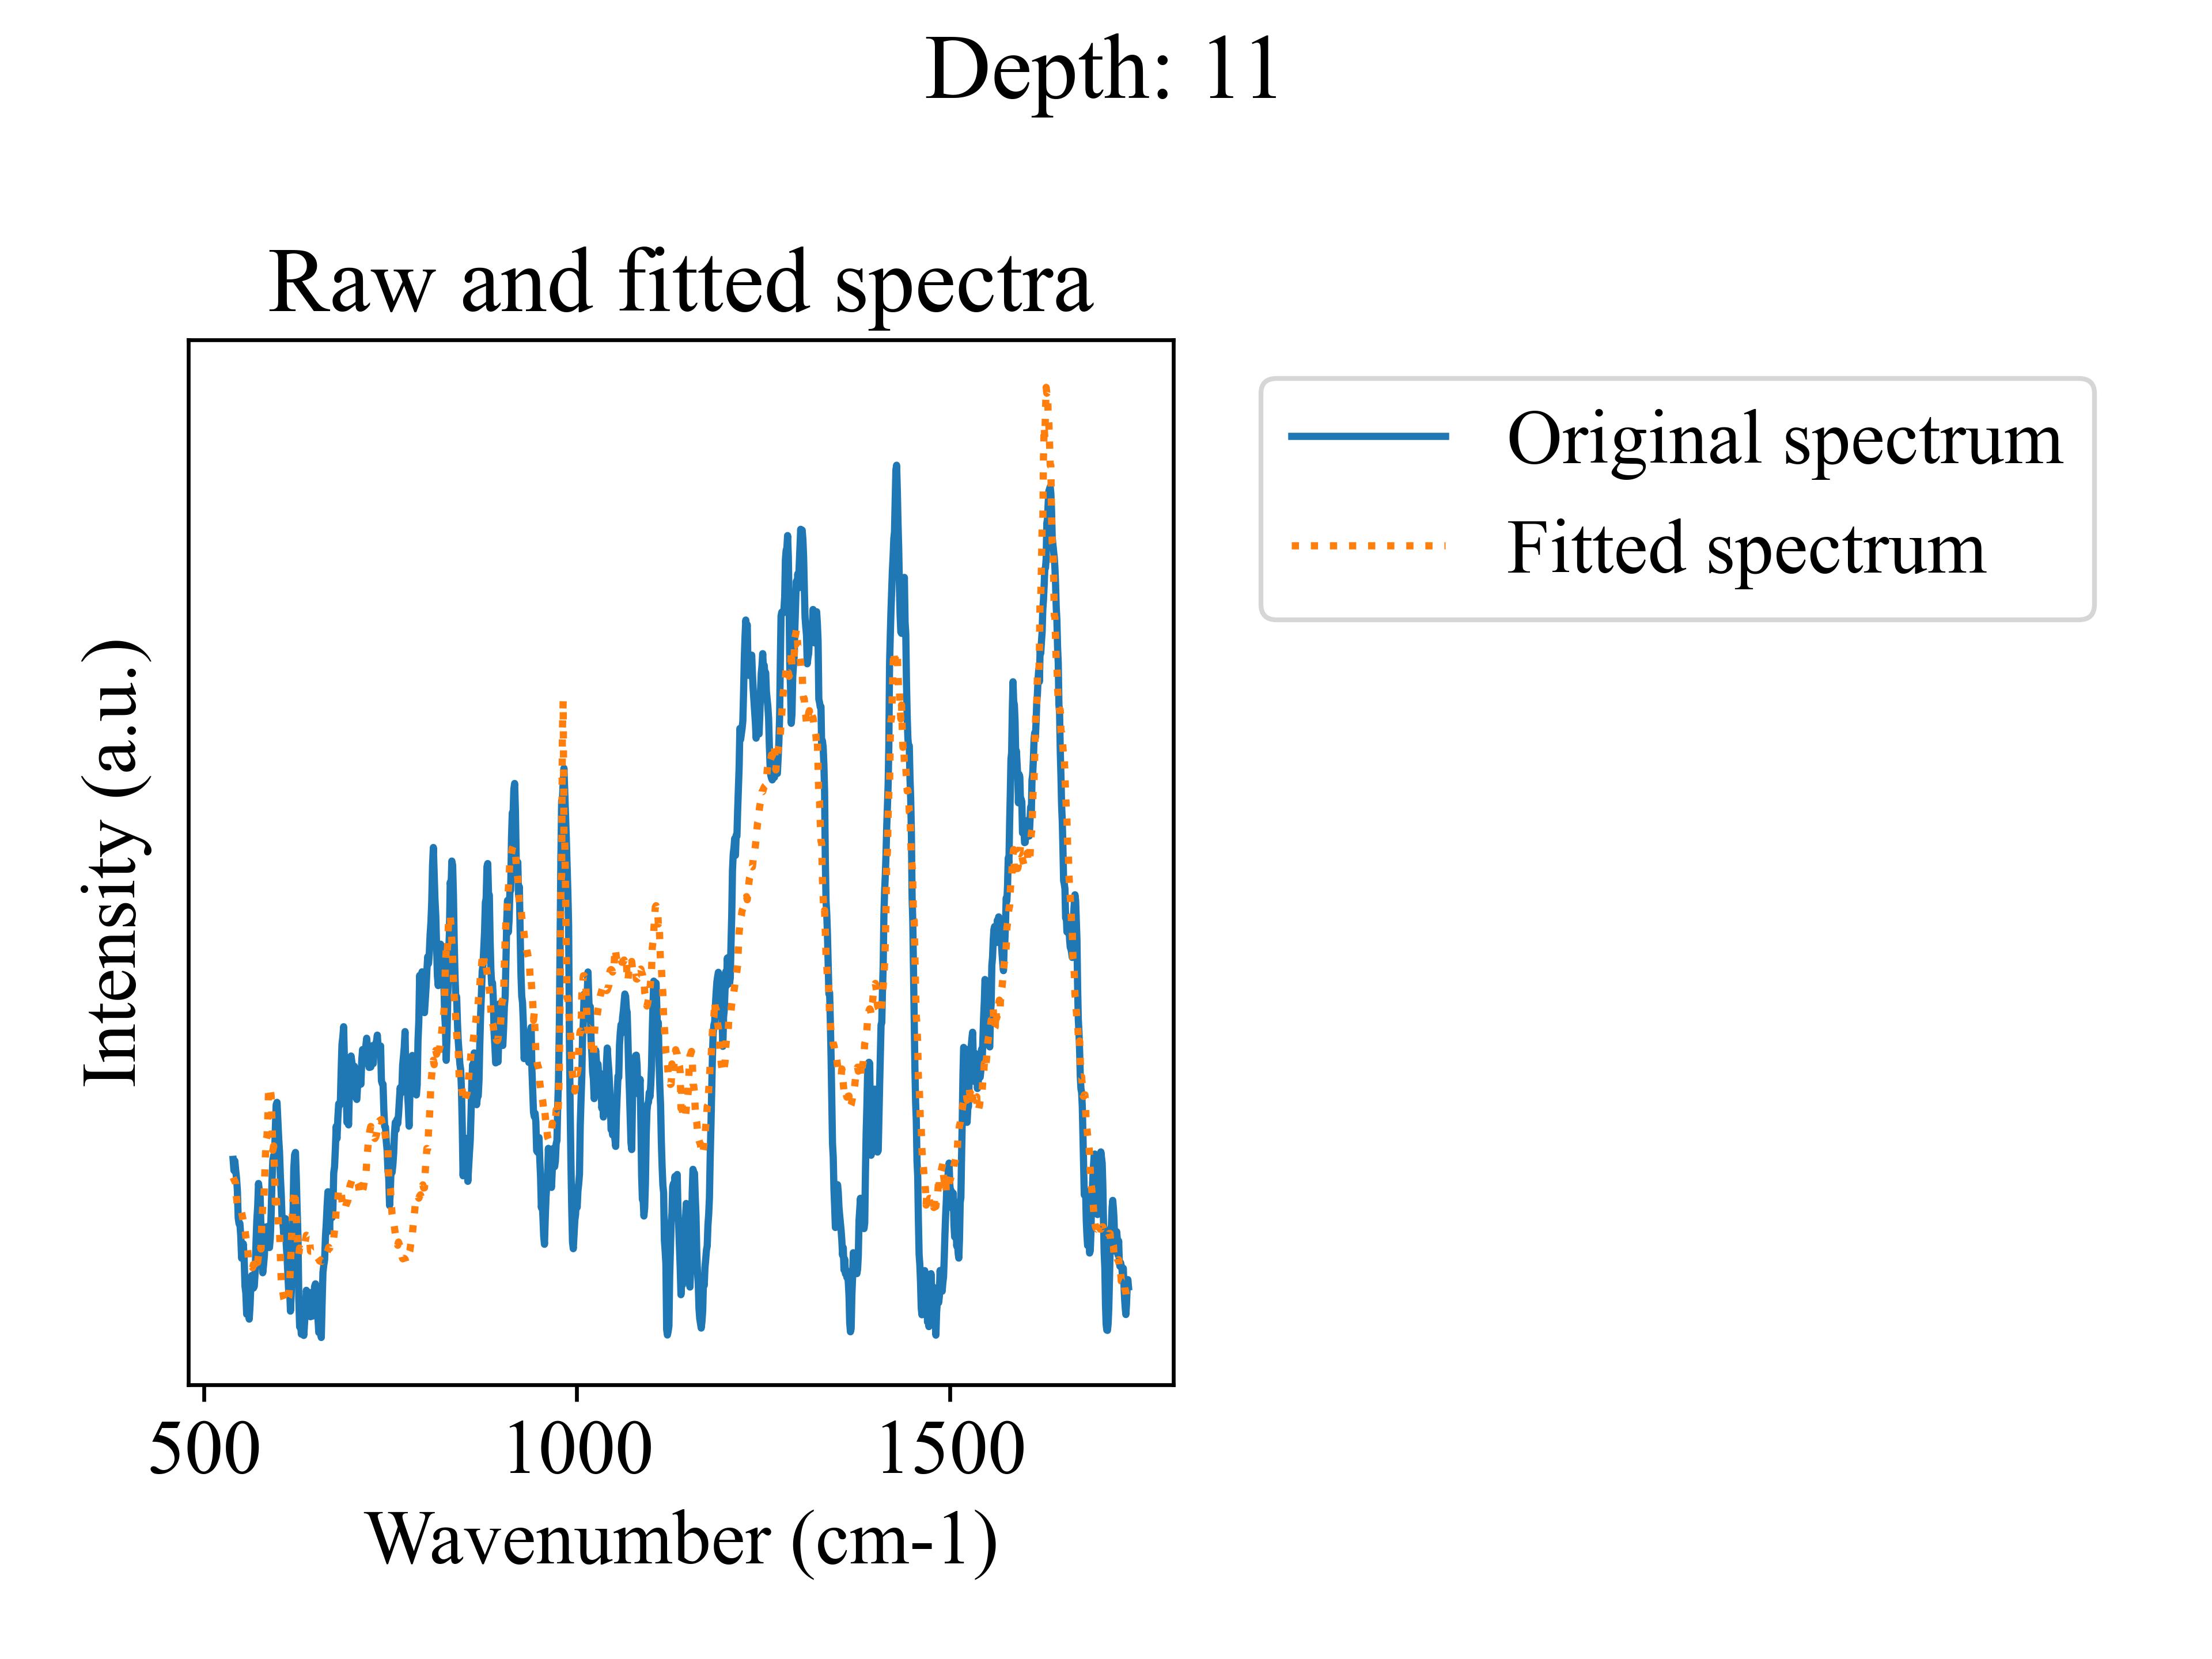 Depth: 11
Raw and fitted spectra
Original spectrum
Fitted spectrum
Intensity (a.u.)
500 1000 1500
Wavenumber (cm-1)